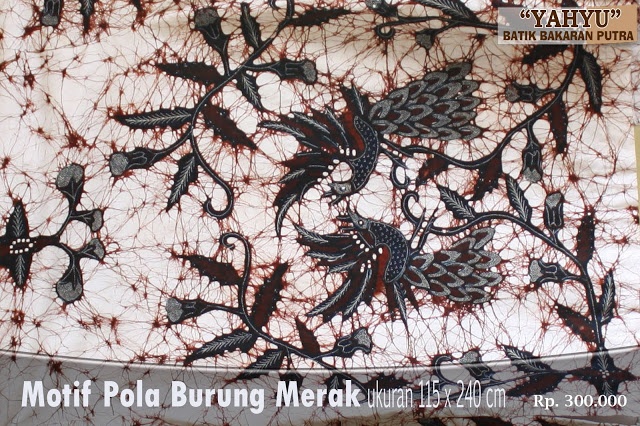 “YAHYU”
BATIK BAKARAN PUTRA
Motif Pola Burung Merak ukuran 115 x 240 cm Rp. 300.000